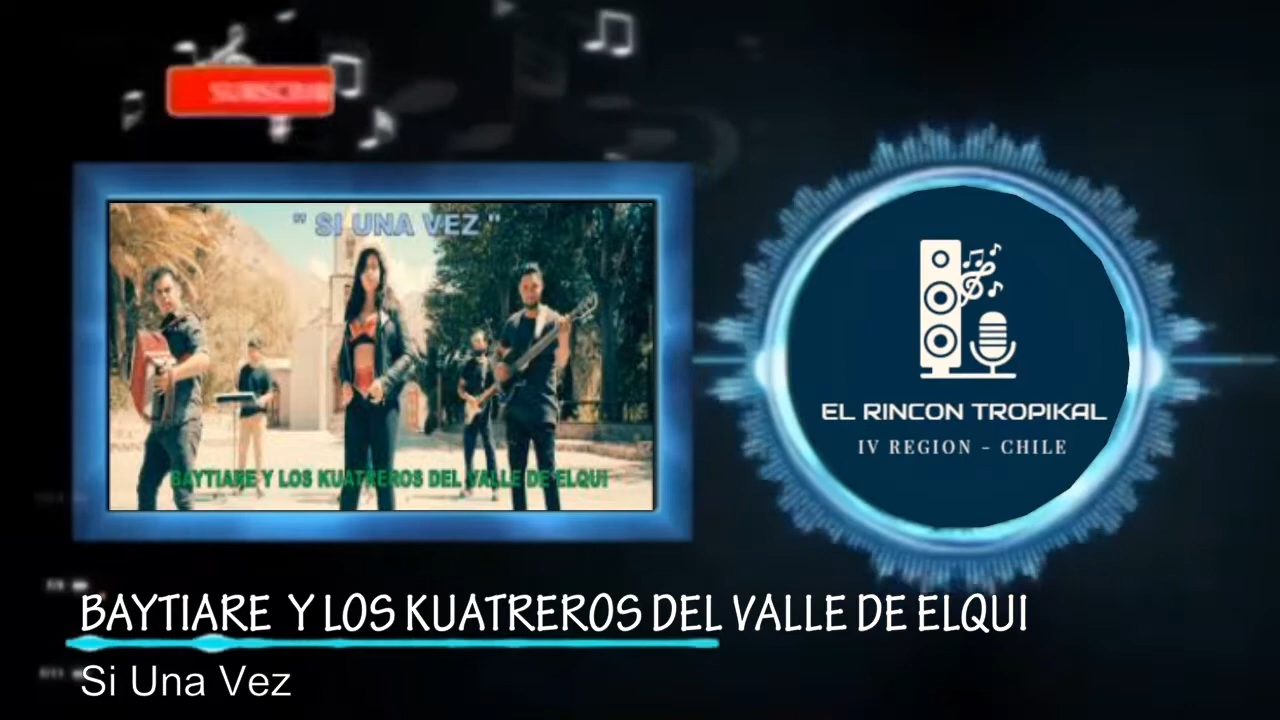 SUBSCRIBE
" SI UNA VEZ "
BAYTIARE Y LOS KUATREROS DEL VALLE DE ELQUI
EL RINCON TROPIKAL
IV REGION - CHILE
BAYTIARE Y LOS KUATREROS DEL VALLE DE ELQUI
Si Una Vez